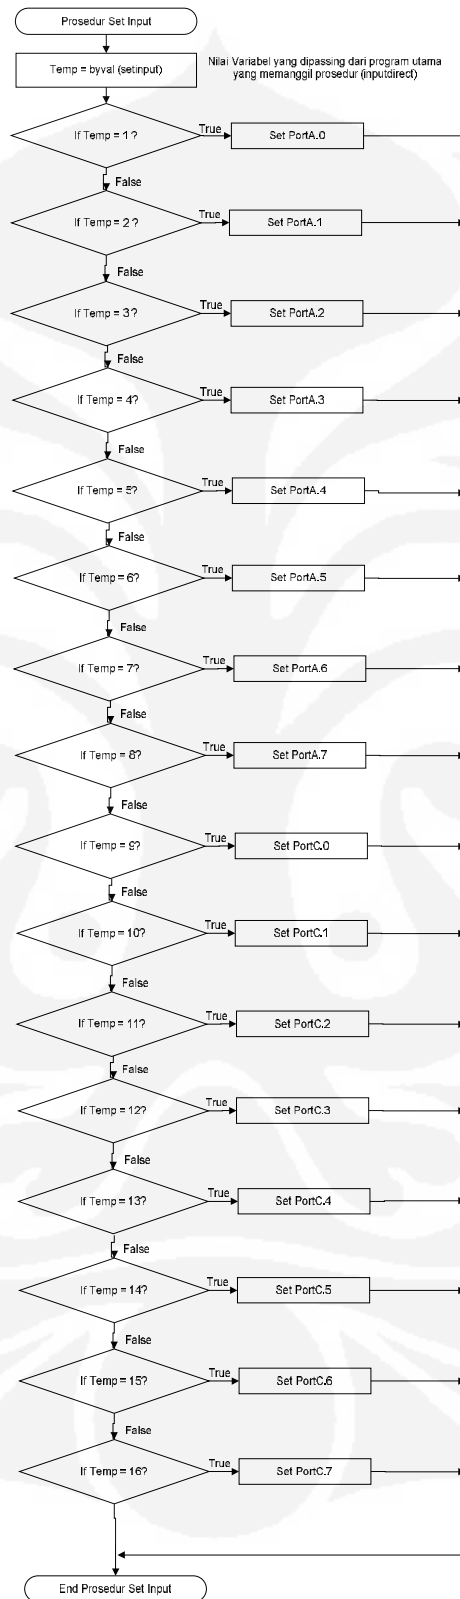 Prosedur Set Input
Temp = byval (setinput)
Nilai Variabel yang dipassing dari program utama
yang memanggil prosedur (inputdirect)
If Temp = 1 ?
True
Set PortA.0
False
If Temp = 2 ?
True
Set PortA.1
False
If Temp = 3?
True
Set PortA.2
False
If Temp = 4?
True
Set PortA.3
False
If Temp = 5?
True
Set PortA.4
False
If Temp = 6?
True
Set PortA.5
False
If Temp = 7?
True
Set PortA.6
False
If Temp = 8?
True
Set PortA.7
False
If Temp = 9?
True
Set PortC.0
False
If Temp = 10?
True
Set PortC.1
False
If Temp = 11?
True
Set PortC.2
False
If Temp = 12?
True
Set PortC.3
False
If Temp = 13?
True
Set PortC.4
False
If Temp = 14?
True
Set PortC.5
False
If Temp = 15?
True
Set PortC.6
False
If Temp = 16?
True
Set PortC.7
End Prosedur Set Input